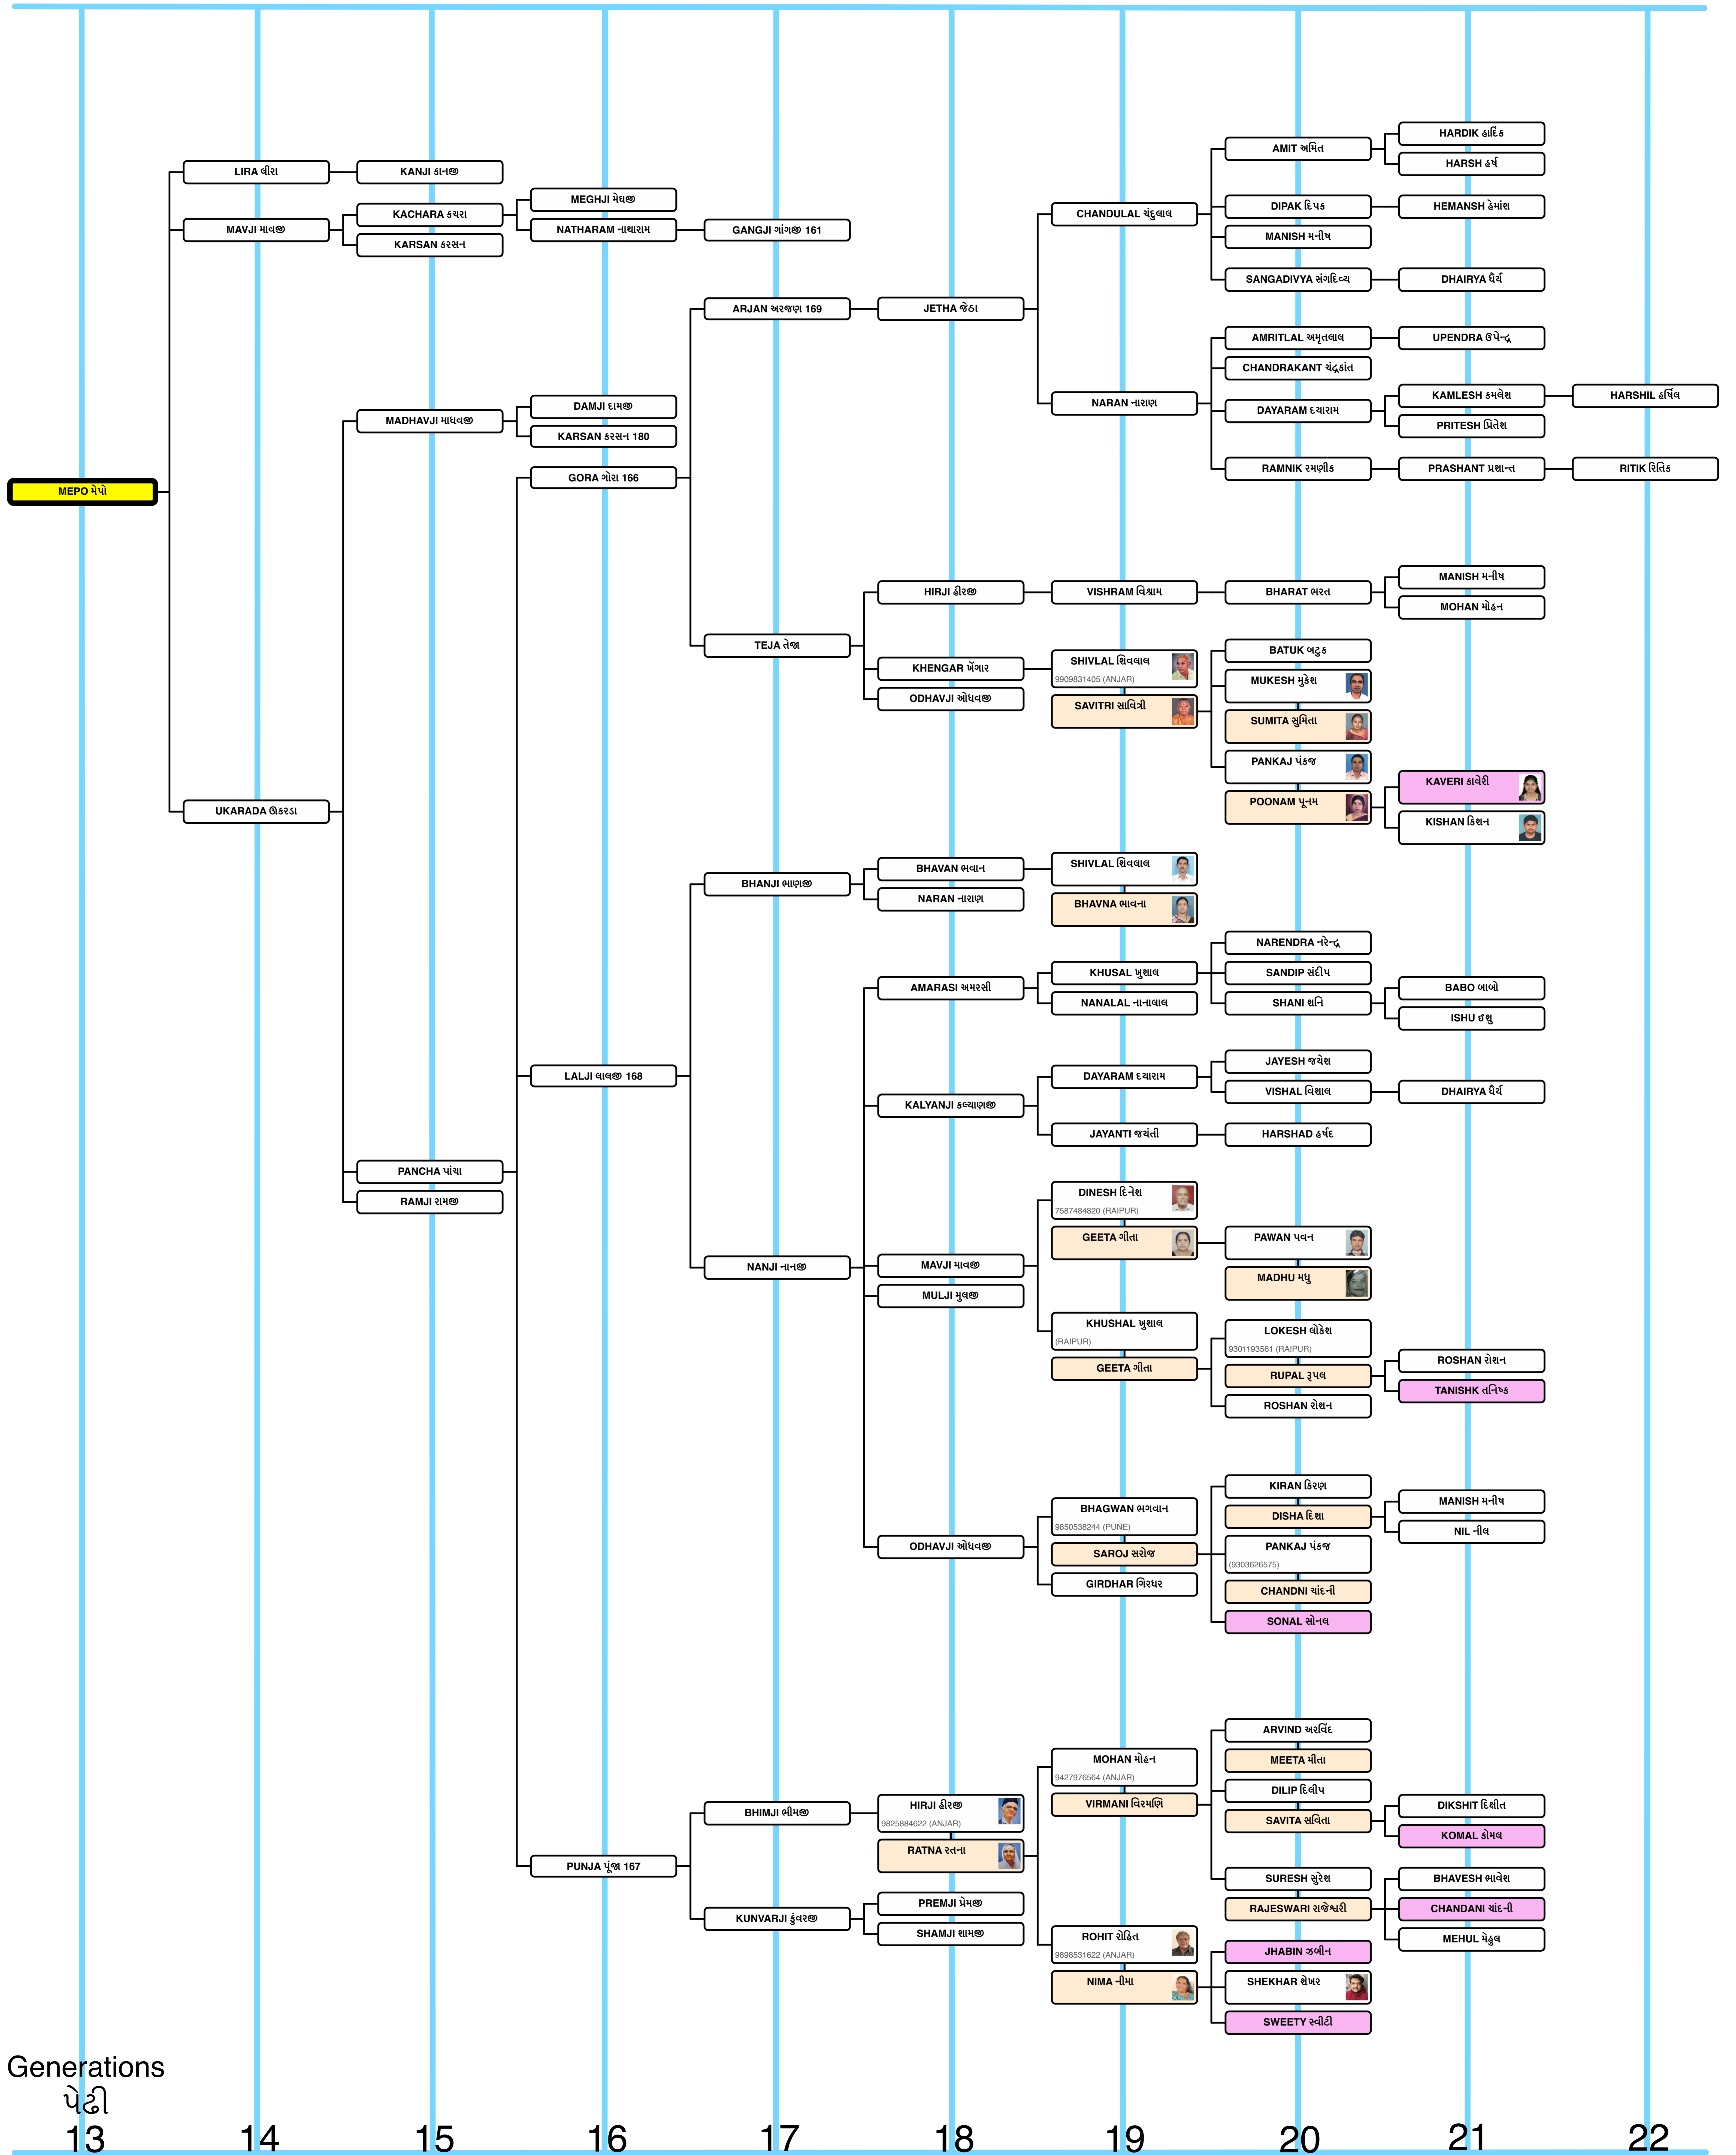 HARDIK હાર્દિક
AMIT અમિત
HARSH હર્ષ
LIRA લીરા
KANJI કાનજી
MEGHJI મેઘજી
DIPAK દિપક
HEMANSH હેમાંશ
KACHARA કચરા
CHANDULAL ચંદુલાલ
MAVJI માવજી
NATHARAM નાથારામ
GANGJI ગાંગજી 161
MANISH મનીષ
KARSAN કરસન
SANGADIVYA સંગદિવ્ય
DHAIRYA ધૈર્ય
ARJAN અરજણ 169
JETHA જેઠા
AMRITLAL અમૃતલાલ
UPENDRA ઉપેન્દ્ર
CHANDRAKANT ચંદ્રકાંત
KAMLESH કમલેશ
HARSHIL હર્ષિલ
DAMJI દામજી
NARAN નારાણ
DAYARAM દયારામ
MADHAVJI માધવજી
PRITESH પ્રિતેશ
KARSAN કરસન 180
RAMNIK રમણીક
PRASHANT પ્રશાન્ત
RITIK રિતિક
GORA ગોરા 166
MEPO મેપો
MANISH મનીષ
HIRJI હીરજી
VISHRAM વિશ્રામ
BHARAT ભરત
MOHAN મોહન
TEJA તેજા
BATUK બટુક
SHIVLAL શિવલાલ
9909831405 (ANJAR)
KHENGAR ખેંગાર
MUKESH મુકેશ
ODHAVJI ઓધવજી
SAVITRI સાવિત્રી
SUMITA સુમિતા
PANKAJ પંકજ
KAVERI કાવેરી
POONAM પૂનમ
UKARADA ઊકરડા
KISHAN કિશન
SHIVLAL શિવલાલ
BHAVAN ભવાન
BHANJI ભાણજી
NARAN નારાણ
BHAVNA ભાવના
NARENDRA નરેન્દ્ર
KHUSAL ખુશાલ
SANDIP સંદીપ
AMARASI અમરસી
BABO બાબો
NANALAL નાનાલાલ
SHANI શનિ
ISHU ઈશુ
JAYESH જયેશ
LALJI લાલજી 168
DAYARAM દયારામ
VISHAL વિશાલ
DHAIRYA ધૈર્ય
KALYANJI કલ્યાણજી
JAYANTI જયંતી
HARSHAD હર્ષદ
PANCHA પાંચા
RAMJI રામજી
DINESH દિનેશ
7587484820 (RAIPUR)
GEETA ગીતા
PAWAN પવન
NANJI નાનજી
MAVJI માવજી
MADHU મધુ
MULJI મુલજી
KHUSHAL ખુશાલ
(RAIPUR)
LOKESH લોકેશ
9301193561 (RAIPUR)
GEETA ગીતા
ROSHAN રોશન
RUPAL રૂપલ
TANISHK તનિષ્ક
ROSHAN રોશન
KIRAN કિરણ
MANISH મનીષ
BHAGWAN ભગવાન
9850538244 (PUNE)
DISHA દિશા
NIL નીલ
ODHAVJI ઓધવજી
SAROJ સરોજ
PANKAJ પંકજ
(9303626575)
GIRDHAR ગિરધર
CHANDNI ચાંદની
SONAL સોનલ
ARVIND અરવિંદ
MOHAN મોહન
9427976564 (ANJAR)
MEETA મીતા
DILIP દિલીપ
VIRMANI વિરમણિ
DIKSHIT દિક્ષીત
BHIMJI ભીમજી
HIRJI હીરજી
9825884622 (ANJAR)
SAVITA સવિતા
KOMAL કોમલ
RATNA રતના
PUNJA પૂંજા 167
SURESH સુરેશ
BHAVESH ભાવેશ
PREMJI પ્રેમજી
RAJESWARI રાજેશ્વરી
CHANDANI ચાંદની
KUNVARJI કુંવરજી
SHAMJI શામજી
ROHIT રોહિત
9898531622 (ANJAR)
MEHUL મેહુલ
JHABIN ઝબીન
NIMA નીમા
SHEKHAR શેખર
SWEETY સ્વીટી
Generations
પેઢી
13 14 15 16 17 18 19 20 21 22